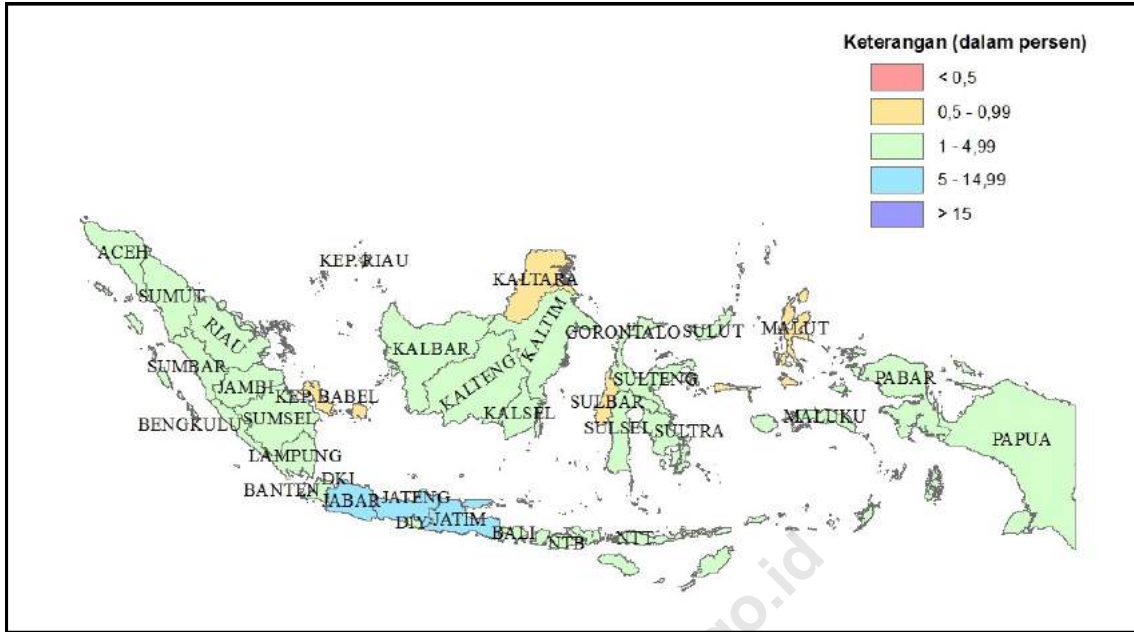 Keterangan (dalam persen)
< 0,5
0,5 - 0,99
1 - 4,99
5 - 14,99
> 15
ACEH
KEP. RIAU
KALTARA
SUMUT
RIAU
KALTIM
GORONTALO
SULUT
MALUT
KALBAR
SUMBAR
JAMBI
KEP. BABEL
KALTENG
SULTENG
PABAR
BENGKULU
SUMSEL
KALSEL
SULBAR
SULSEL
SULTRA
MALUKU
PAPUA
LAMPUNG
DKI
BANTEN
JABAR
JATENG
DIY
JATIM
BALI
NTB
NTT
go.id